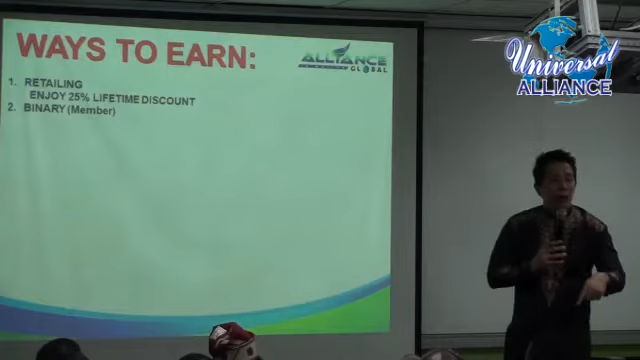 WAYS TO EARN:
ALLIANCE
GLOBAL
1. RETAILING
ENJOY 25% LIFETIME DISCOUNT
2. BINARY (Member)
Universal
ALLIANCE